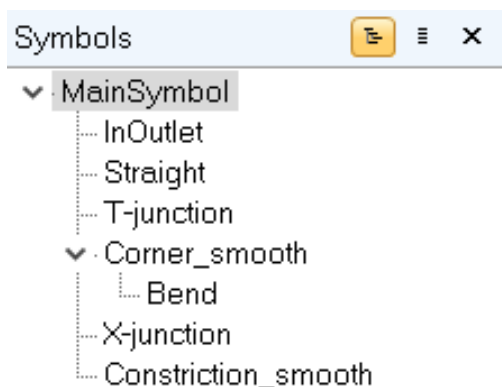 Symbols
MainSymbol
InOutlet
Straight
T-junction
Corner_smooth
Bend
X-junction
Constriction_smooth